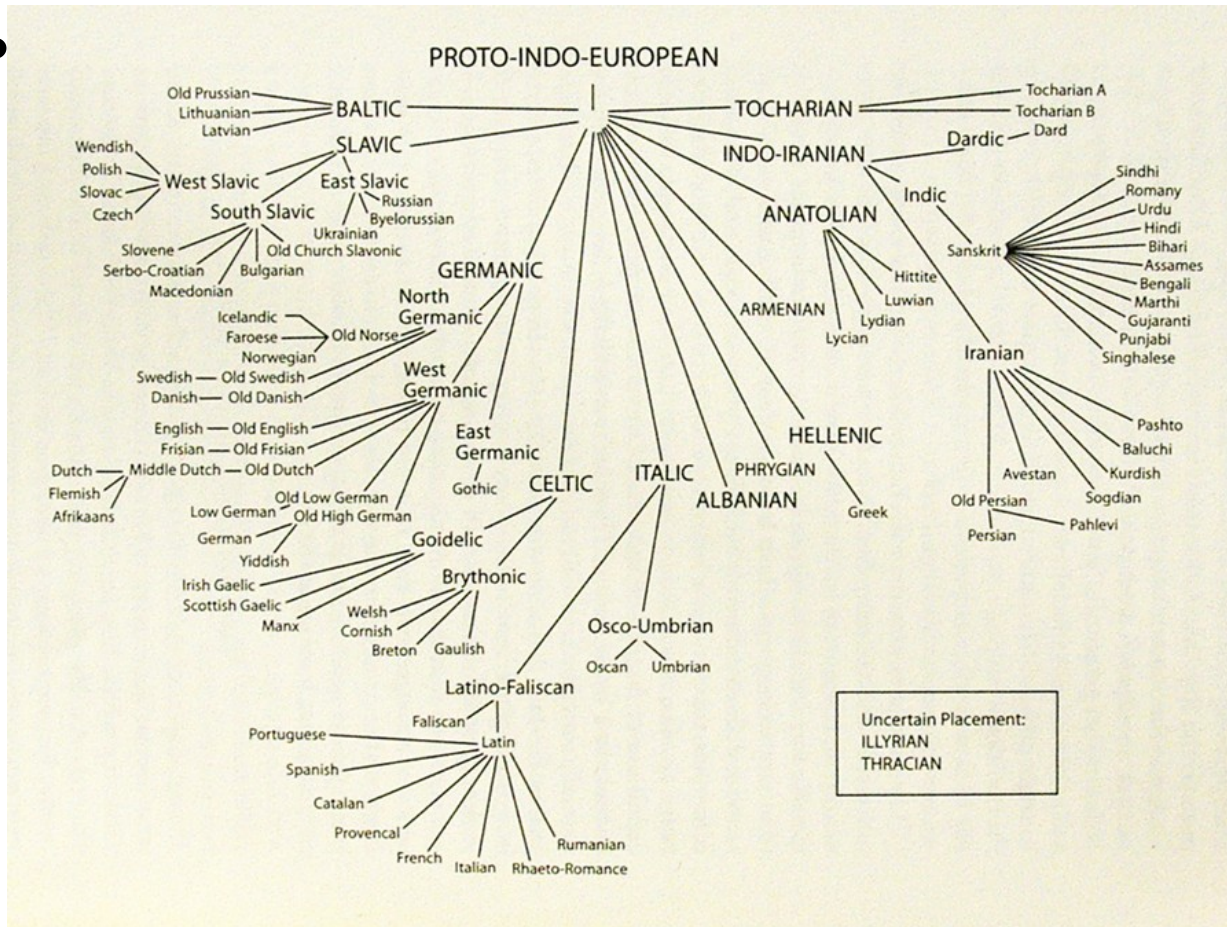 PROTO-INDO-EUROPEAN
Old Prussian
Lithuanian
Latvian
BALTIC
SLAVIC
Wendish
Polish
Slovac
Czech
West Slavic
East Slavic
Russian
Byelorussian
Ukrainian
South Slavic
Old Church Slavonic
Slovene
Serbo-Croatian
Bulgarian
Macedonian
GERMANIC
North
Germanic
Icelandic
Faroese
Norwegian
Old Norse
Swedish
Old Swedish
Danish
Old Danish
West
Germanic
English
Old English
Frisian
Old Frisian
Dutch
Middle Dutch
Old Dutch
Flemish
Afrikaans
Old Low German
Low German
Old High German
German
Yiddish
East
Germanic
Gothic
CELTIC
Goidelic
Irish Gaelic
Scottish Gaelic
Manx
Brythonic
Welsh
Cornish
Breton
Gaulish
ITALIC
Osco-Umbrian
Oscan
Umbrian
Latino-Faliscan
Faliscan
Latin
Portuguese
Spanish
Catalan
Provencal
French
Italian
Rhaeto-Romance
Rumanian
ALBANIAN
PHRYGIAN
HELLENIC
Greek
ARMENIAN
ANATOLIAN
Hittite
Luwian
Lydian
Lycian
TOCHARIAN
Tocharian A
Tocharian B
INDO-IRANIAN
Dardic
Dard
Indic
Sanskrit
Sindhi
Romany
Urdu
Hindi
Bihari
Assames
Bengali
Marthi
Gujaranti
Punjabi
Singhalese
Iranian
Pashto
Baluchi
Kurdish
Sogdian
Avestan
Old Persian
Pahlevi
Persian
Uncertain Placement:
ILLYRIAN
THRACIAN